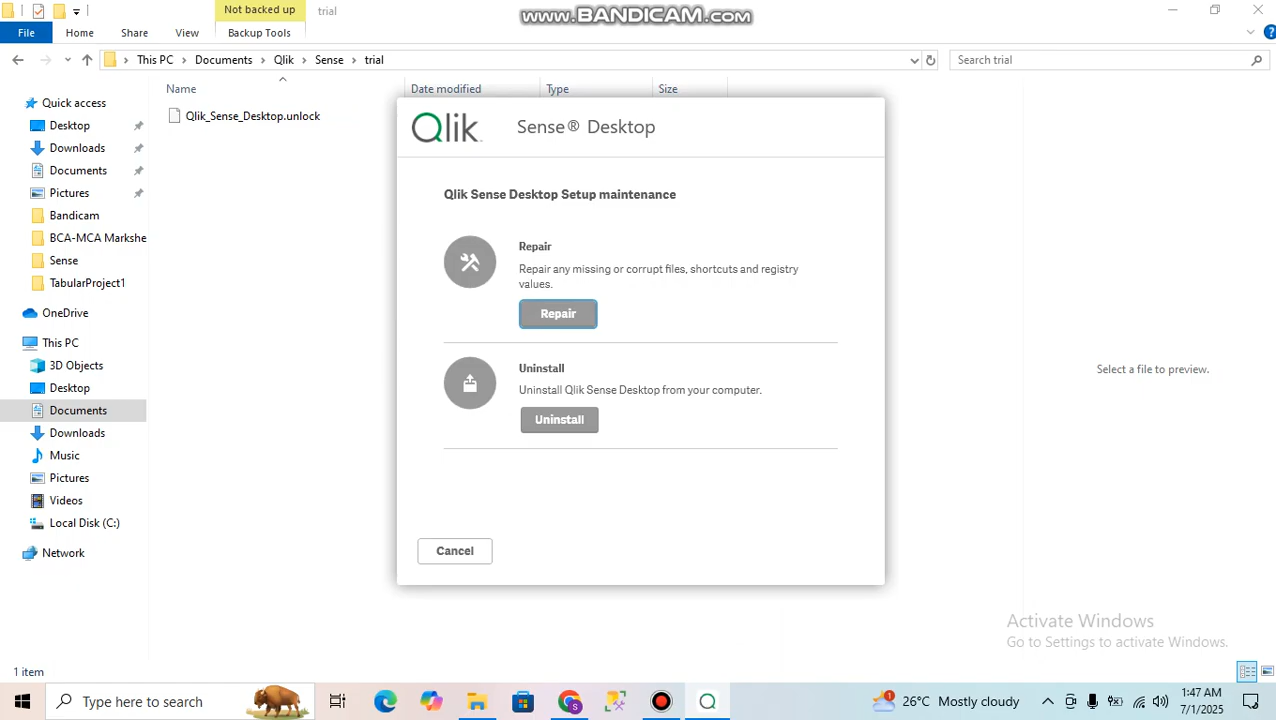 Not backed up
trial
www.BANDICAM.com
File
Home
Share
View
Backup Tools
This PC
Documents
Qlik
Sense
trial
Search trial
Name
Date modified
Type
Size
Qlik_Sense_Desktop.unlock
Quick access
Desktop
Downloads
Documents
Pictures
Bandicam
BCA-MCA Markshe
Sense
TabularProject1
OneDrive
This PC
3D Objects
Desktop
Documents
Downloads
Music
Pictures
Videos
Local Disk (C:)
Network
Qlik
Sense® Desktop
Qlik Sense Desktop Setup maintenance
Repair
Repair any missing or corrupt files, shortcuts and registry
values.
Repair
Uninstall
Uninstall Qlik Sense Desktop from your computer.
Uninstall
Cancel
Select a file to preview.
Activate Windows
Go to Settings to activate Windows.
1 item
Type here to search
S
1
26°C Mostly cloudy
1:47 AM
7/1/2025